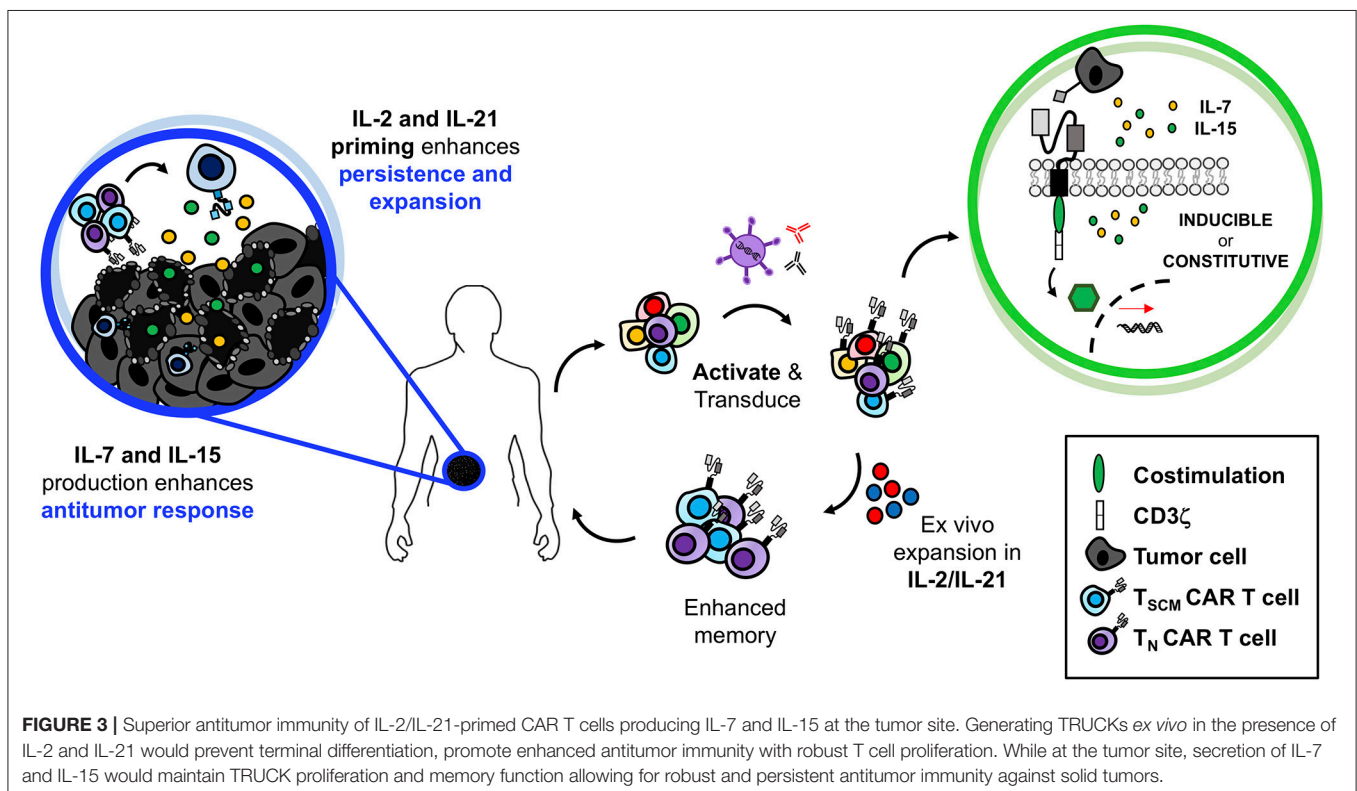 IL-2 and IL-21
priming enhances
persistence and
expansion
IL-7 and IL-15
production enhances
antitumor response
Activate &
Transduce
Ex vivo
expansion in
IL-2/IL-21
Enhanced
memory
IL-7
IL-15
INDUCIBLE
or
CONSTITUTIVE
Costimulation
CD3ζ
Tumor cell
TSCM CAR T cell
TN CAR T cell
FIGURE 3 | Superior antitumor immunity of IL-2/IL-21-primed CAR T cells producing IL-7 and IL-15 at the tumor site. Generating TRUCKs ex vivo in the presence of
IL-2 and IL-21 would prevent terminal differentiation, promote enhanced antitumor immunity with robust T cell proliferation. While at the tumor site, secretion of IL-7
and IL-15 would maintain TRUCK proliferation and memory function allowing for robust and persistent antitumor immunity against solid tumors.